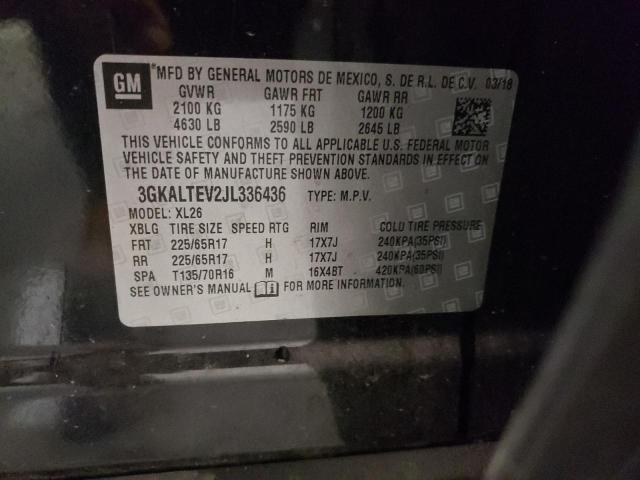 GM MFD BY GENERAL MOTORS DE MEXICO, S. DE R.L. DE C.V. 03/18
GVWR GAWR FRT GAWR RR
2100 KG 1175 KG 1200 KG
4630 LB 2590 LB 2645 LB
THIS VEHICLE CONFORMS TO ALL APPLICABLE U.S. FEDERAL MOTOR
VEHICLE SAFETY AND THEFT PREVENTION STANDARDS IN EFFECT ON
THE DATE OF MANUFACTURE SHOWN ABOVE.
3GKALTEV2JL336436 TYPE: M.P.V.
MODEL: XL26
XBLG TIRE SIZE SPEED RTG RIM COLD TIRE PRESSURE
FRT 225/65R17 H 17X7J 240KPA(35PSI)
RR 225/65R17 H 17X7J 240KPA(35PSI)
SPA T135/70R16 M 16X4BT 420KPA(60PSI)
SEE OWNER'S MANUAL FOR MORE INFORMATION.